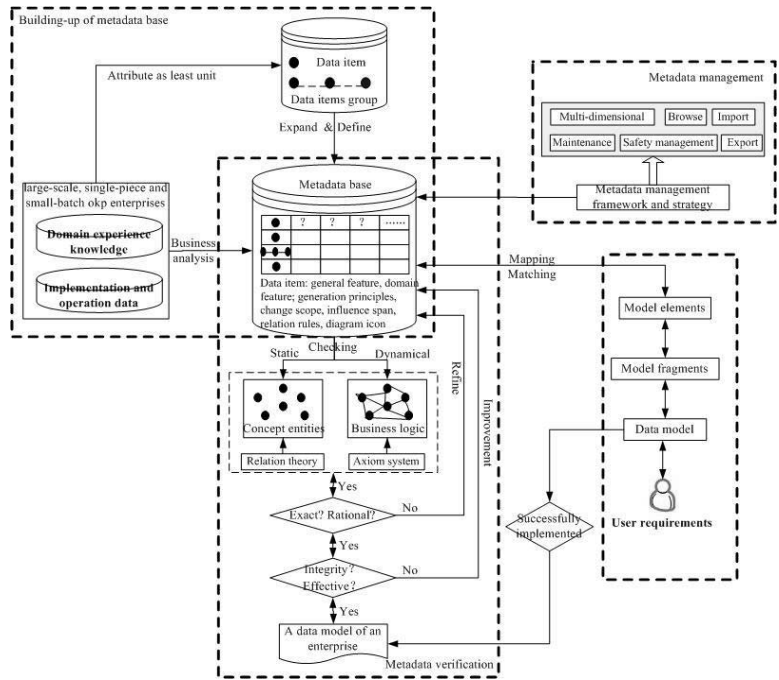 Building-up of metadata base
Data item
Attribute as least unit
Data items group
Expand & Define
Metadata management
Multi-dimensional
Browse
Import
Maintenance
Safety management
Export
Metadata management
framework and strategy
large-scale, single-piece and
small-batch okp enterprises
Domain experience
knowledge
Implementation and
operation data
Business
analysis
Metadata base
? ? ? ......
Data item: general feature, domain
feature; generation principles,
change scope, influence span,
relation rules, diagram icon
Mapping
Matching
Model elements
Model fragments
Data model
User requirements
Checking
Static
Dynamical
Refine
Improvement
Concept entities
Business logic
Relation theory
Axiom system
Yes
Exact? Rational?
No
Yes
Integrity?
Effective?
No
Yes
Successfully
implemented
A data model of an
enterprise
Metadata verification